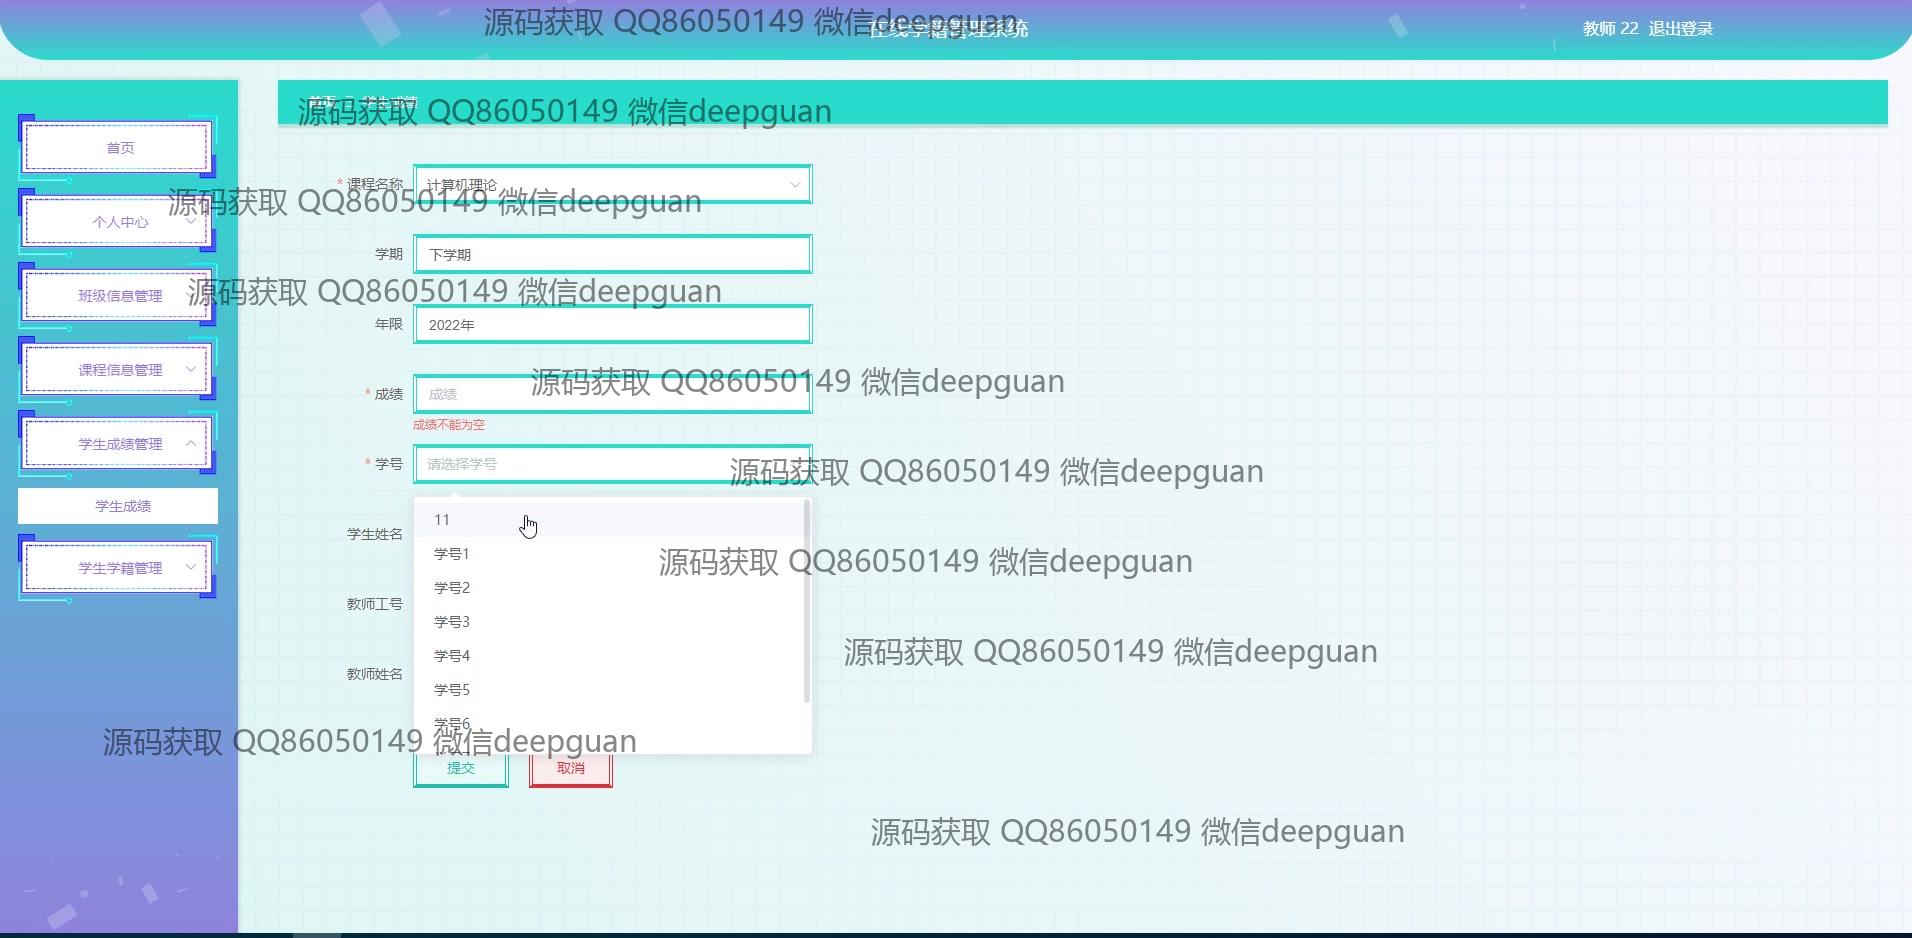 源码获取 QQ86050149 微信deepguan
在线学籍管理系统
教师 22 退出登录
源码获取 QQ86050149 微信deepguan
首页
学生成绩
首页
* 课程名称
计算机理论
个人中心
源码获取 QQ86050149 微信deepguan
学期
下学期
班级信息管理
源码获取 QQ86050149 微信deepguan
年限
2022年
课程信息管理
源码获取 QQ86050149 微信deepguan
* 成绩
成绩
成绩不能为空
学生成绩管理
* 学号
请选择学号
源码获取 QQ86050149 微信deepguan
学生成绩
11
学生姓名
学号1
源码获取 QQ86050149 微信deepguan
学生学籍管理
学号2
教师工号
学号3
学号4
源码获取 QQ86050149 微信deepguan
教师姓名
学号5
学号6
源码获取 QQ86050149 微信deepguan
提交
取消
源码获取 QQ86050149 微信deepguan